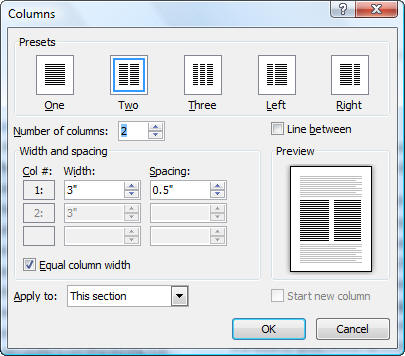 Columns
Presets
One Two Three Left Right
Number of columns: 2 Line between
Width and spacing Preview
Col #: Width: Spacing:
1: 3" 0.5"
2: 3"
Equal column width
Apply to: This section Start new column
OK Cancel